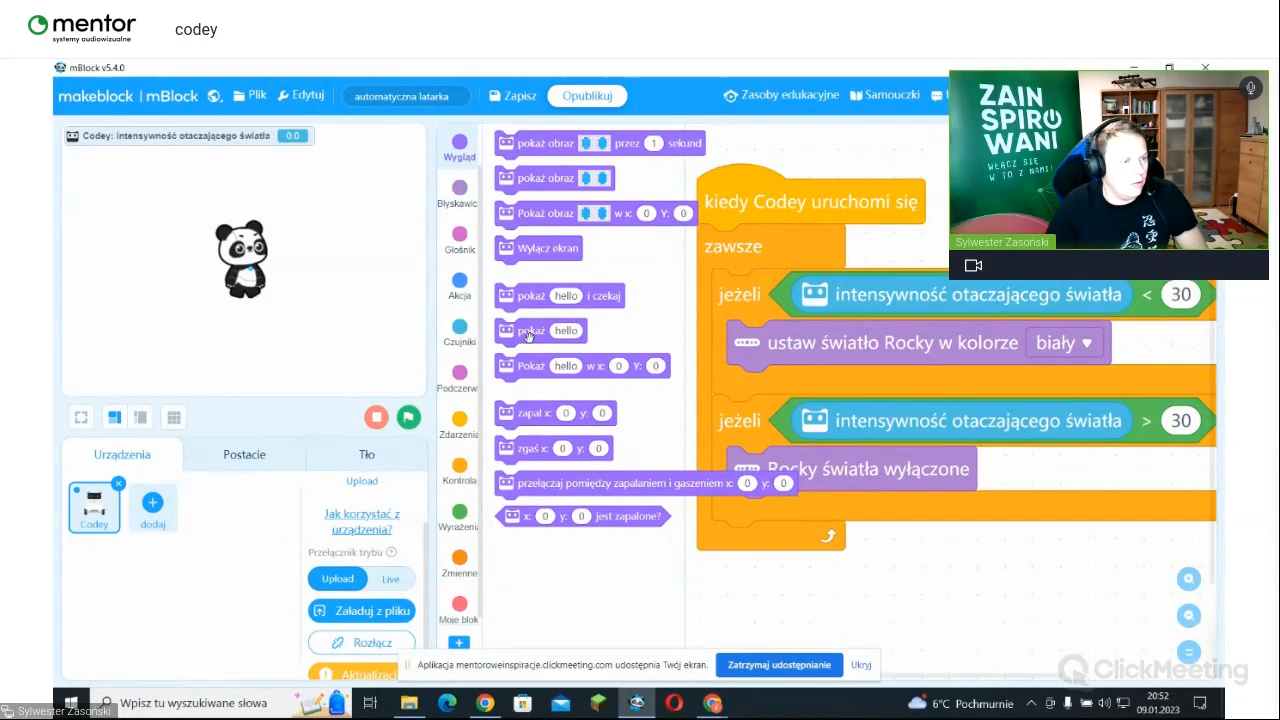 mentor
systemy audiowizualne
codey
mBlock v5.4.0
makeblock | mBlock
Plik
Edytuj
automatyczna latarka
Zapisz
Opublikuj
Zasoby edukacyjne
Samouczki
Codey: intensywność otaczającego światła 0.0
Wygląd
Błyskawic
Głośnik
Akcja
Czujniki
Podczerw
Zdarzenia
Kontrola
Wyrażenia
Zmienne
Moje blok
pokaż obraz przez 1 sekund
pokaż obraz
Pokaż obraz w x: 0 Y: 0
Wyłącz ekran
pokaż hello i czekaj
pokaż hello
Pokaż hello w x: 0 Y: 0
zapal x: 0 y: 0
zgaś x: 0 y: 0
przełączaj pomiędzy zapalaniem i gaszeniem x: 0 y: 0
x: 0 y: 0 jest zapalone?
kiedy Codey uruchomi się
zawsze
jeżeli intensywność otaczającego światła < 30
ustaw światło Rocky w kolorze biały
jeżeli intensywność otaczającego światła > 30
Rocky światła wyłączone
ZAIN
SPIRO
WANI
WŁĄCZ SIĘ
W TO Z NAMI!
Sylwester Zasoński
Urządzenia
Postacie
Tło
Codey
dodaj
Upload
Jak korzystać z
urządzenia?
Przełącznik trybu
Upload
Live
Załaduj z pliku
Rozłącz
Aktualizacj
Aplikacja mentoroweinspiracje.clickmeeting.com udostępnia Twój ekran.
Zatrzymaj udostępnianie
Ukryj
ClickMeeting
Wpisz tu wyszukiwane słowa
6°C Pochmurnie
20:52
09.01.2023
Sylwester Zasoński